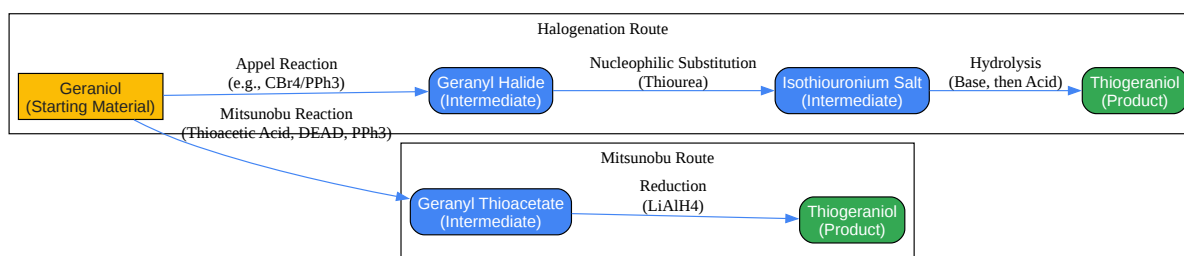 Halogenation Route
Geraniol
(Starting Material)
Appel Reaction
(e.g., CBr4/PPh3)
Geranyl Halide
(Intermediate)
Nucleophilic Substitution
(Thiourea)
Isothiouronium Salt
(Intermediate)
Hydrolysis
(Base, then Acid)
Thiogeraniol
(Product)
Mitsunobu Reaction
(Thioacetic Acid, DEAD, PPh3)
Mitsunobu Route
Geranyl Thioacetate
(Intermediate)
Reduction
(LiAlH4)
Thiogeraniol
(Product)